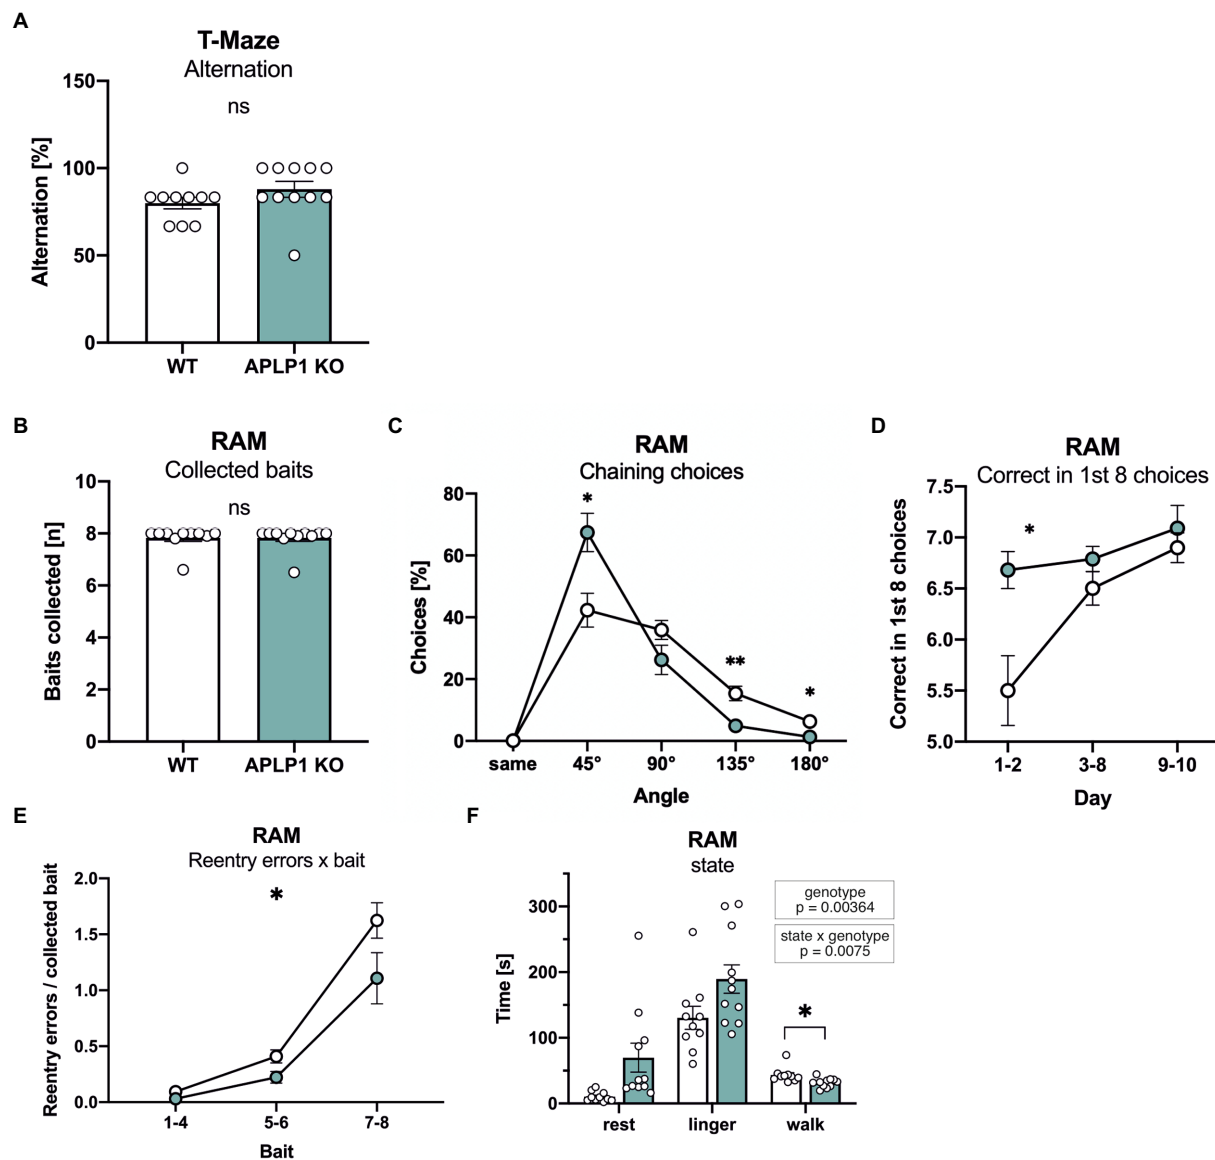 A
T-Maze
Alternation
ns
Alternation [%]
150
100
50
0
WT APLP1 KO
B
RAM
Collected baits
ns
Baits collected [n]
10
8
6
4
2
0
WT APLP1 KO
C
RAM
Chaining choices
Choices [%]
80
60
40
20
0
*
**
*
same 45° 90° 135° 180°
Angle
D
RAM
Correct in 1st 8 choices
Correct in 1st 8 choices
7.5
7.0
6.5
6.0
5.5
5.0
*
1-2 3-8 9-10
Day
E
RAM
Reentry errors x bait
Reentry errors / collected bait
2.0
1.5
1.0
0.5
0.0
*
1-4 5-6 7-8
Bait
F
RAM
state
Time [s]
300
200
100
0
genotype
p = 0.00364
state x genotype
p = 0.0075
*
rest linger walk